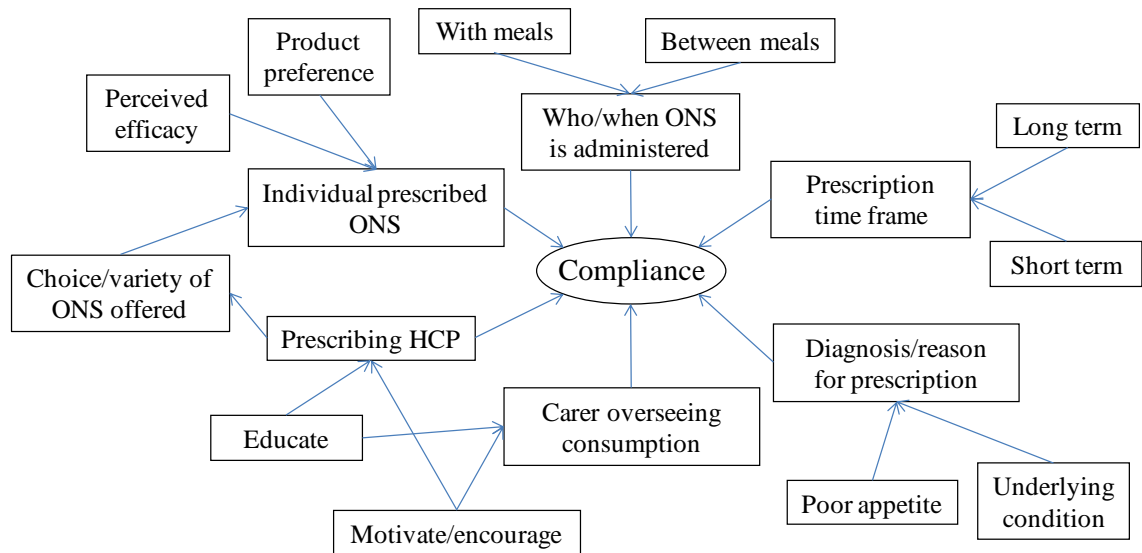 With meals
Between meals
Product
preference
Perceived
efficacy
Who/when ONS
is administered
Long term
Individual prescribed
ONS
Prescription
time frame
Choice/variety of
ONS offered
Compliance
Short term
Prescribing HCP
Diagnosis/reason
for prescription
Educate
Carer overseeing
consumption
Poor appetite
Underlying
condition
Motivate/encourage